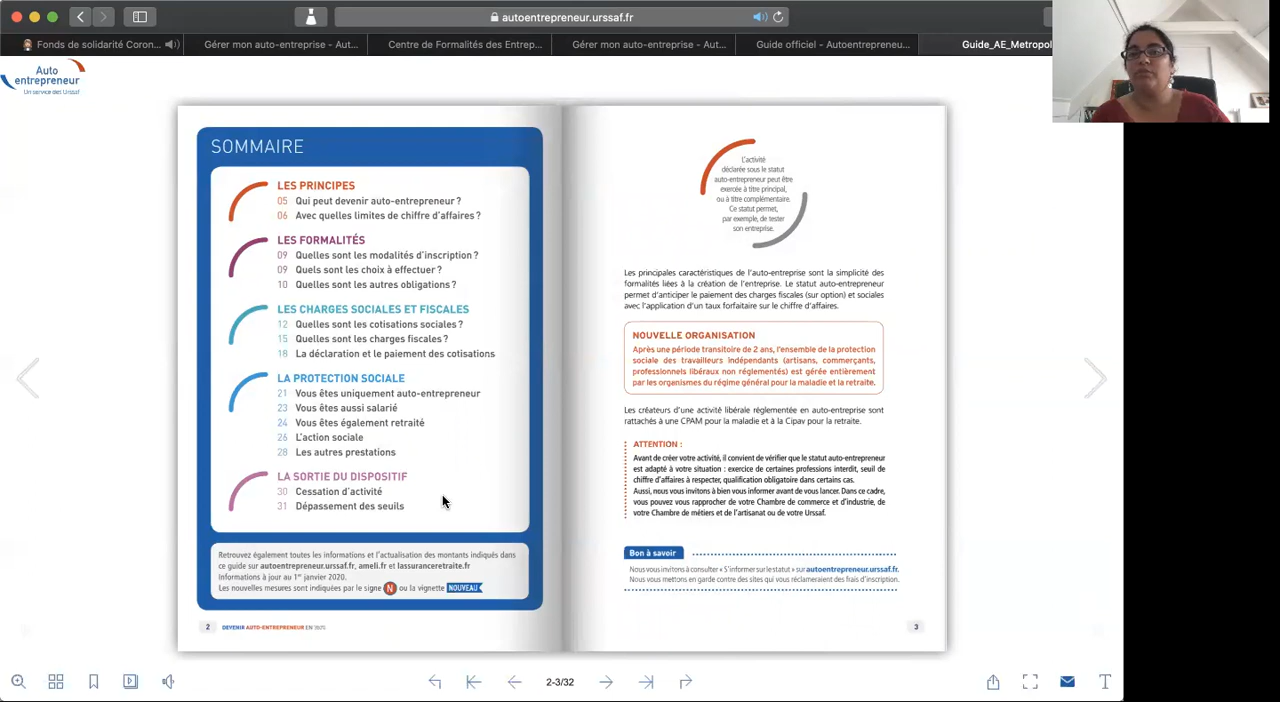 autoentrepreneur.urssaf.fr
Fonds de solidarité Coron...
Gérer mon auto-entreprise - Aut...
Centre de Formalités des Entrep...
Gérer mon auto-entreprise - Aut...
Guide officiel - Autoentrepreneu...
Guide_AE_Metropol
Auto
entrepreneur
Un service des Urssaf
SOMMAIRE
LES PRINCIPES
05 Qui peut devenir auto-entrepreneur ?
06 Avec quelles limites de chiffre d'affaires ?
LES FORMALITÉS
09 Quelles sont les modalités d'inscription ?
09 Quels sont les choix à effectuer ?
10 Quelles sont les autres obligations ?
LES CHARGES SOCIALES ET FISCALES
12 Quelles sont les cotisations sociales ?
15 Quelles sont les charges fiscales ?
18 La déclaration et le paiement des cotisations
LA PROTECTION SOCIALE
21 Vous êtes uniquement auto-entrepreneur
23 Vous êtes aussi salarié
24 Vous êtes également retraité
26 L'action sociale
28 Les autres prestations
LA SORTIE DU DISPOSITIF
30 Cessation d'activité
31 Dépassement des seuils
Retrouvez également toutes les informations et l'actualisation des montants indiqués dans
ce guide sur autoentrepreneur.urssaf.fr, ameli.fr et lassuranceretraite.fr
Informations à jour au 1er janvier 2020.
Les nouvelles mesures sont indiquées par le signe N ou la vignette NOUVEAU
2 DEVENIR AUTO-ENTREPRENEUR EN
L'activité
déclarée sous le statut
auto-entrepreneur peut être
exercée à titre principal,
ou à titre complémentaire.
Ce statut permet,
par exemple, de tester
son entreprise.
Les principales caractéristiques de l'auto-entreprise sont la simplicité des
formalités liées à la création de l'entreprise. Le statut auto-entrepreneur
permet d'anticiper le paiement des charges fiscales (sur option) et sociales
avec l'application d'un taux forfaitaire sur le chiffre d'affaires.
NOUVELLE ORGANISATION
Après une période transitoire de 2 ans, l'ensemble de la protection
sociale des travailleurs indépendants (artisans, commerçants,
professionnels libéraux non réglementés) est gérée entièrement
par les organismes du régime général pour la maladie et la retraite.
Les créateurs d'une activité libérale réglementée en auto-entreprise sont
rattachés à une CPAM pour la maladie et à la Cipav pour la retraite.
ATTENTION :
Avant de créer votre activité, il convient de vérifier que le statut auto-entrepreneur
est adapté à votre situation : exercice de certaines professions interdit, seuil de
chiffre d'affaires à respecter, qualification obligatoire dans certains cas.
Aussi, nous vous invitons à bien vous informer avant de vous lancer. Dans ce cadre,
vous pouvez vous rapprocher de votre Chambre de commerce et d'industrie, de
votre Chambre de métiers et de l'artisanat ou de votre Urssaf.
Bon à savoir
Nous vous invitons à consulter « S'informer sur le statut » sur autoentrepreneur.urssaf.fr.
Nous vous mettons en garde contre des sites qui vous réclameraient des frais d'inscription.
3
2-3/32